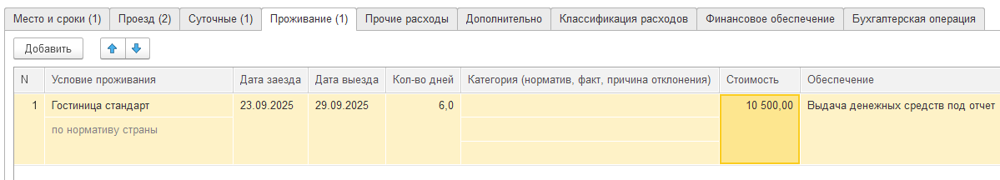 Место и сроки (1) Проезд (2) Суточные (1) Проживание (1) Прочие расходы Дополнительно Классификация расходов Финансовое обеспечение Бухгалтерская операция
Добавить
N Условие проживания Дата заезда Дата выезда Кол-во дней Категория (норматив, факт, причина отклонения) Стоимость Обеспечение
1 Гостиница стандарт 23.09.2025 29.09.2025 6,0 10 500,00 Выдача денежных средств под отчет
по нормативу страны